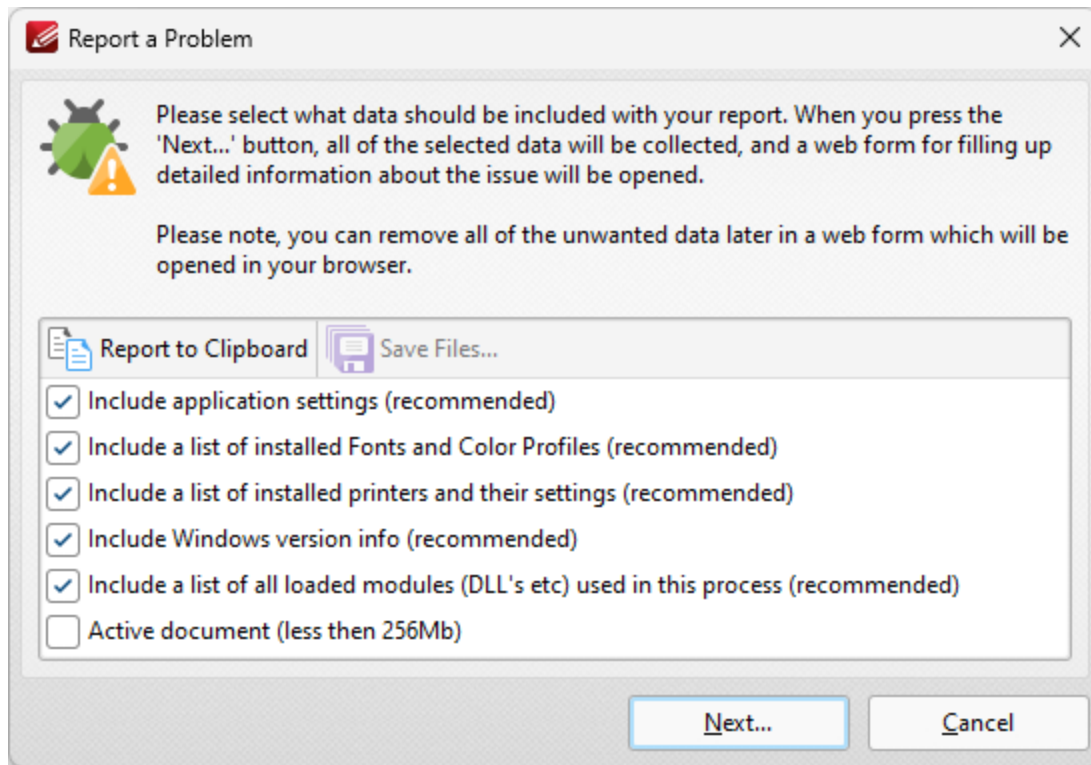 Report a Problem
Please select what data should be included with your report. When you press the
'Next...' button, all of the selected data will be collected, and a web form for filling up
detailed information about the issue will be opened.
Please note, you can remove all of the unwanted data later in a web form which will be
opened in your browser.
Report to Clipboard Save Files...
Include application settings (recommended)
Include a list of installed Fonts and Color Profiles (recommended)
Include a list of installed printers and their settings (recommended)
Include Windows version info (recommended)
Include a list of all loaded modules (DLL's etc) used in this process (recommended)
Active document (less then 256Mb)
Next... Cancel